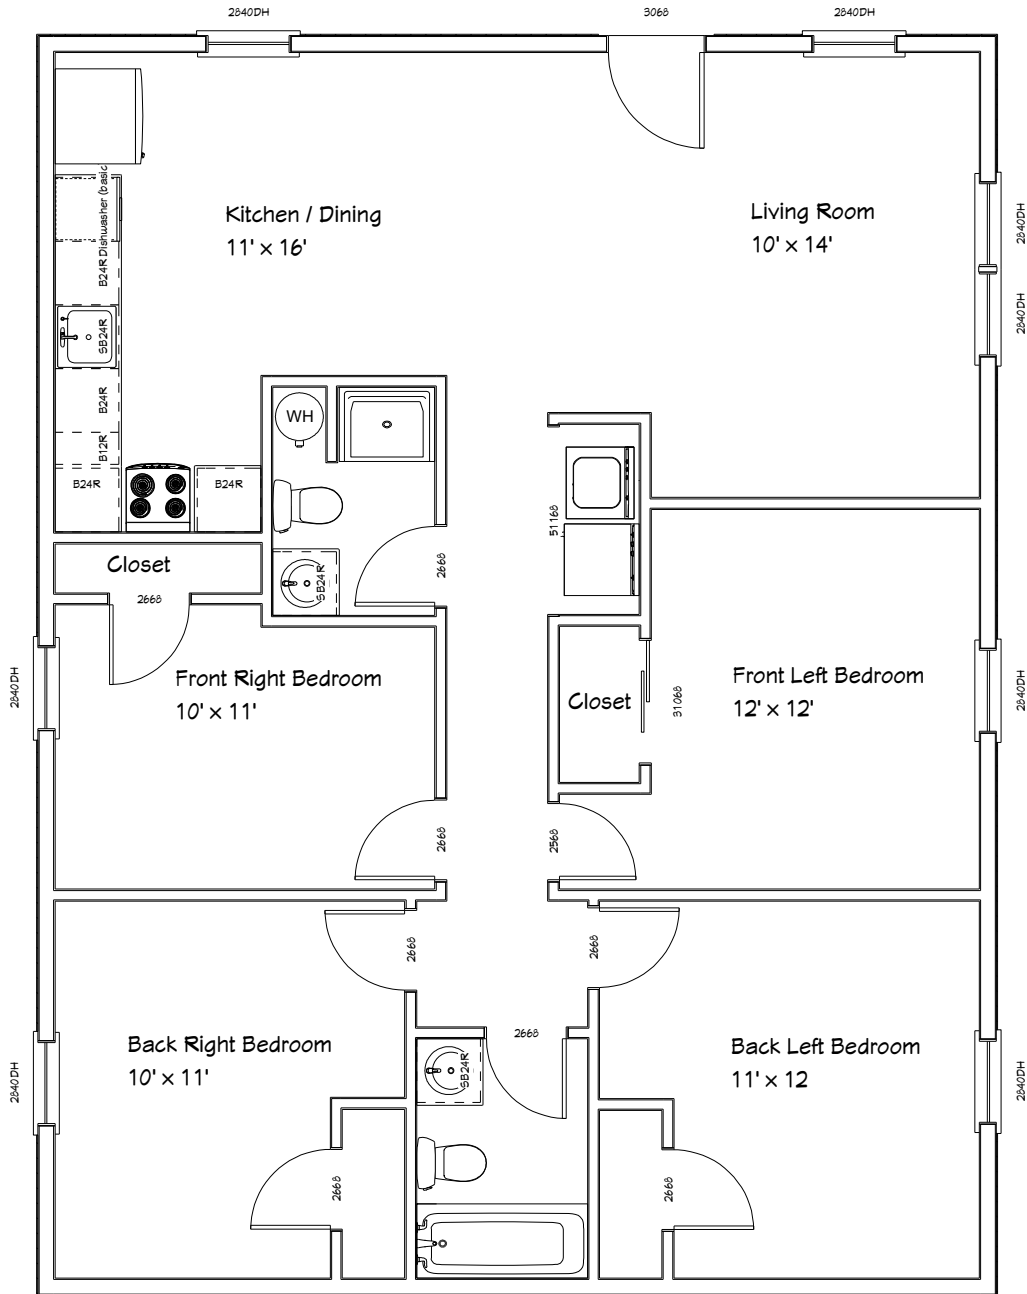 2840DH
3068
2840DH
Kitchen / Dining
11' x 16'
Living Room
10' x 14'
2840DH
2840DH
Dishwasher (basic
B24R
SB24R
B24R
B12R
B24R
B24R
WH
SB24R
2668
51168
Closet
2668
Front Right Bedroom
10' x 11'
2840DH
Closet
31068
Front Left Bedroom
12' x 12'
2840DH
2668
2568
2668
2668
Back Right Bedroom
10' x 11'
2840DH
2668
SB24R
Back Left Bedroom
11' x 12
2840DH
2668
2668